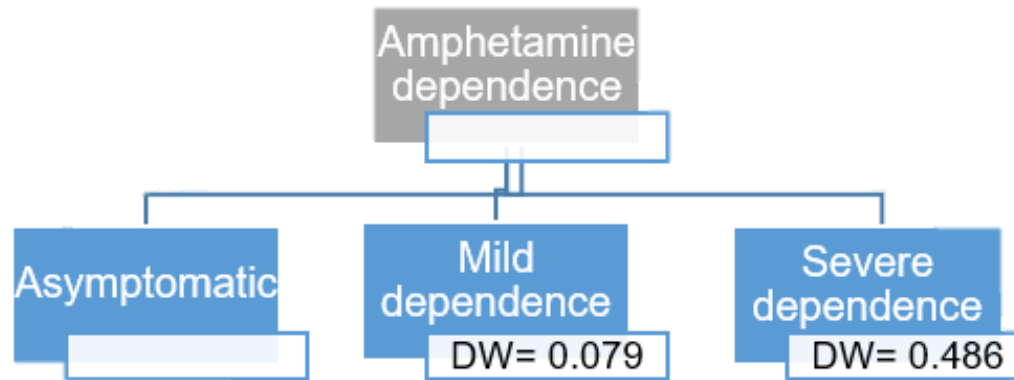 Amphetamine
dependence
Asymptomatic
Mild
dependence
DW= 0.079
Severe
dependence
DW= 0.486